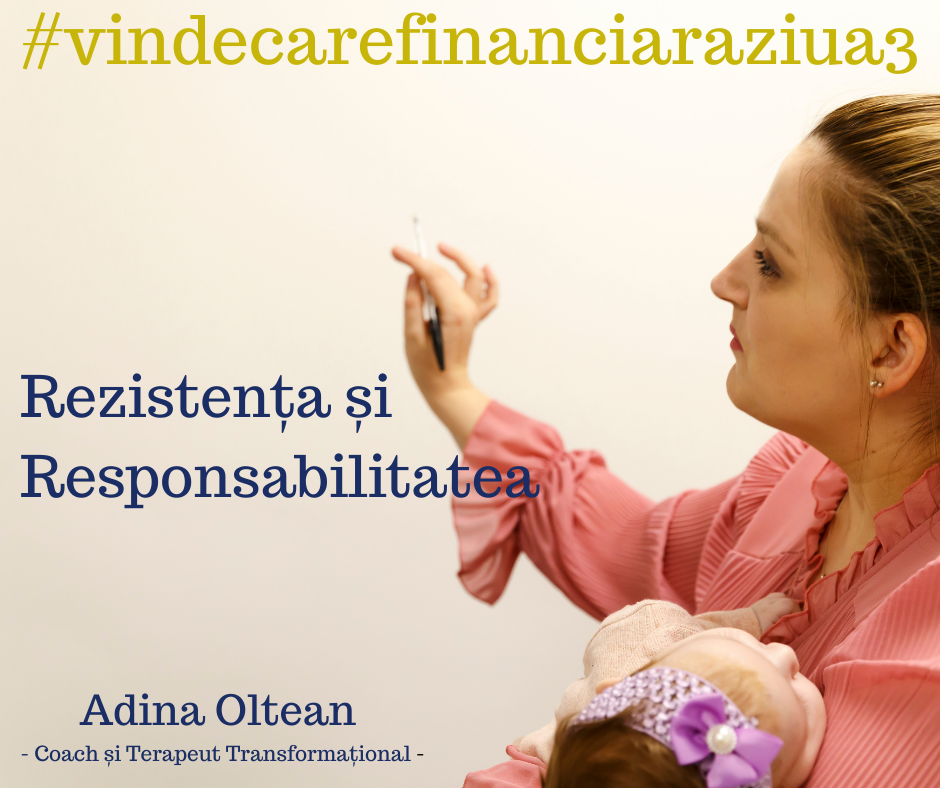 #vindecarefinanciaraziua3
Rezistența și
Responsabilitatea
Adina Oltean
- Coach și Terapeut Transformațional -